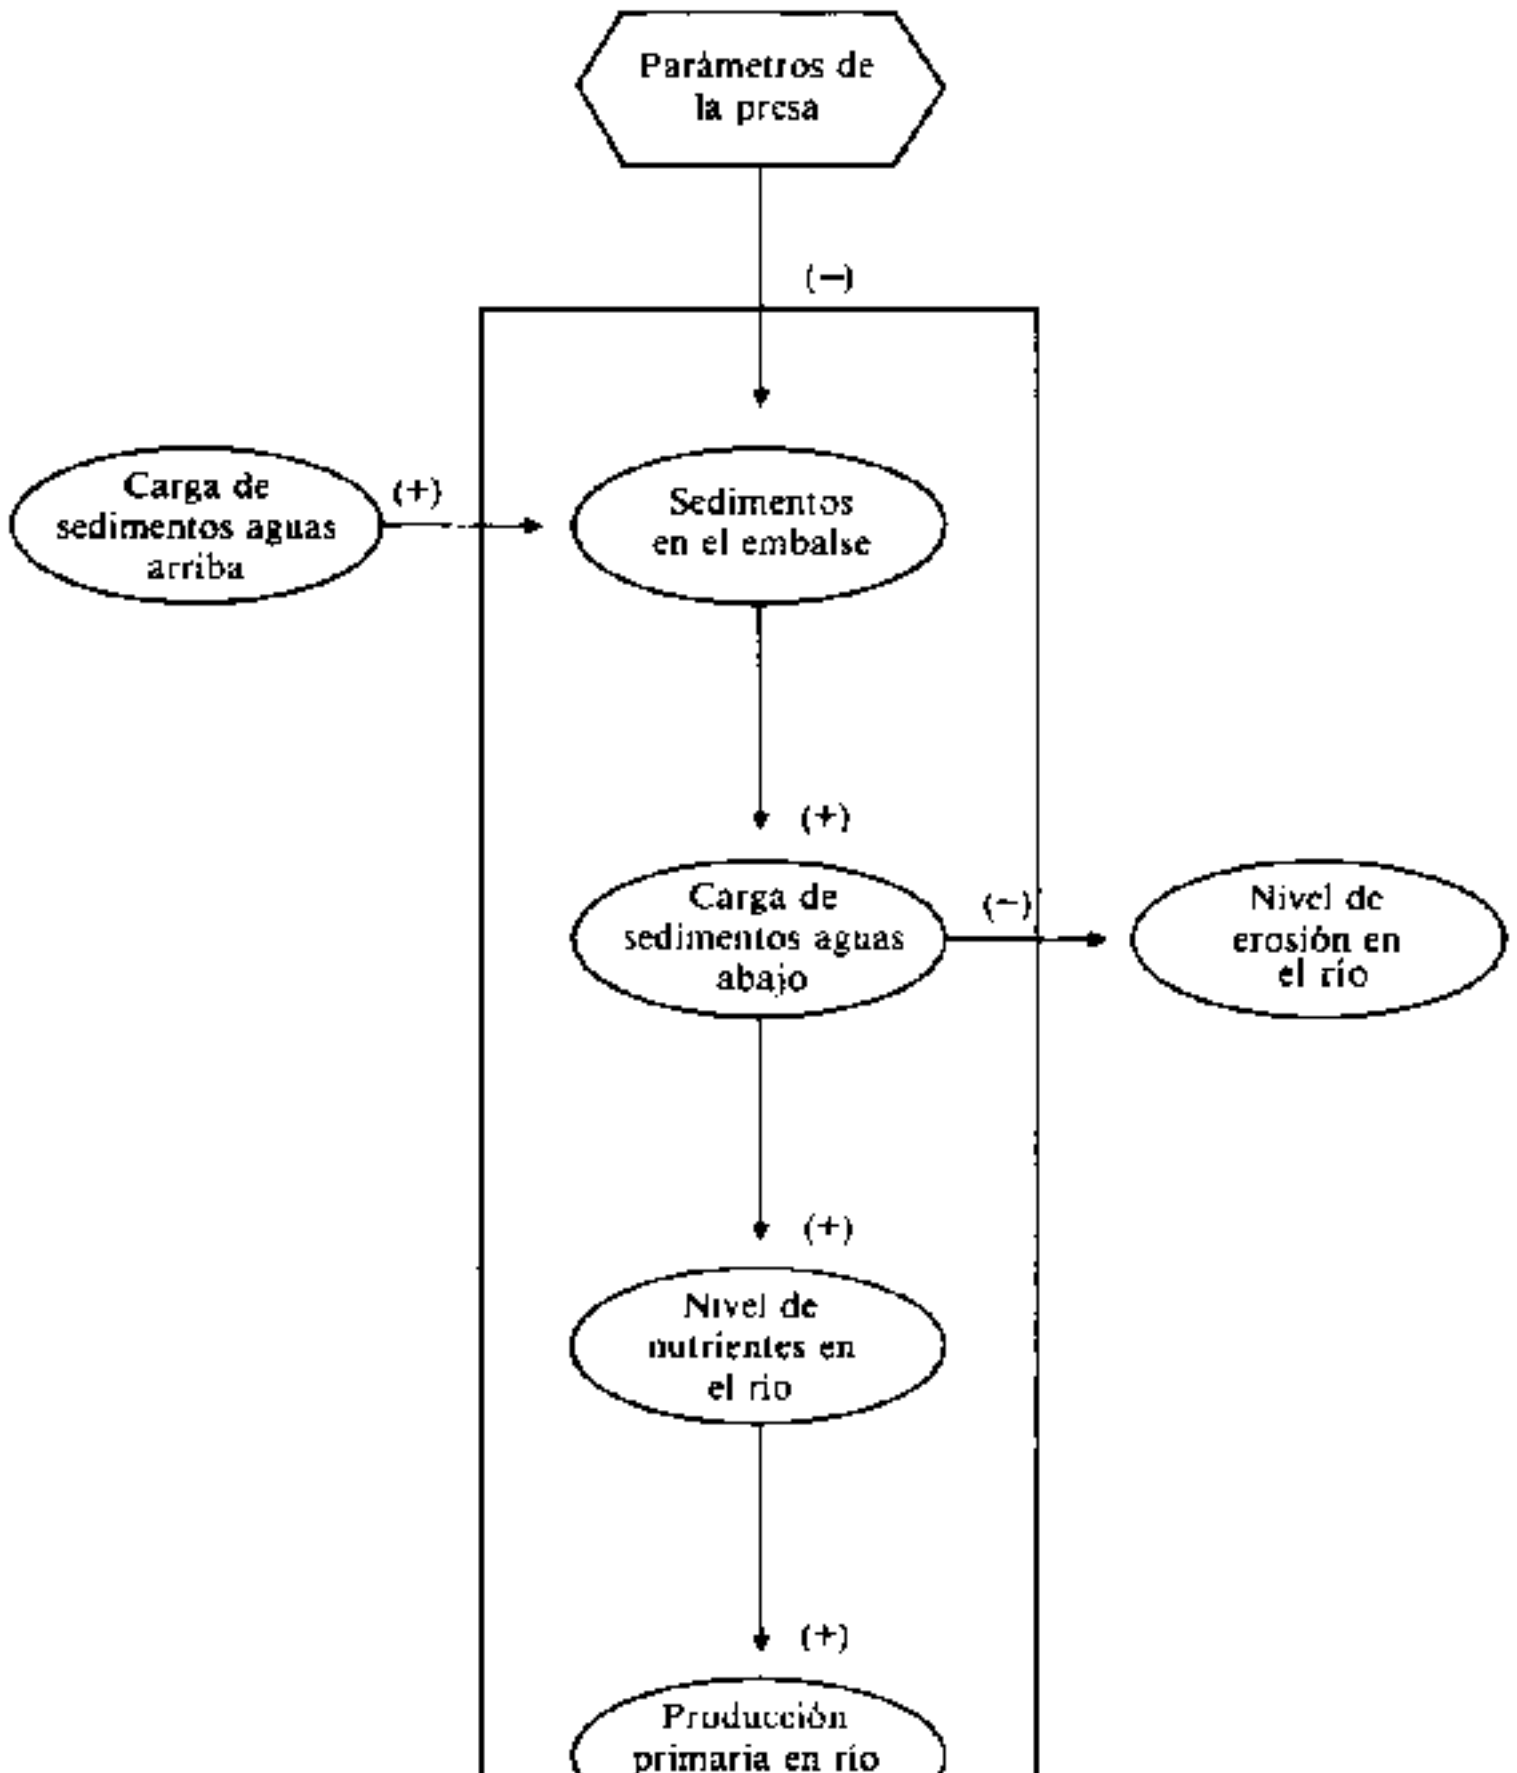 Parámetros de
la presa
(−)
Carga de
sedimentos aguas
arriba
(+)
Sedimentos
en el embalse
(+)
Carga de
sedimentos aguas
abajo
(−)
Nivel de
erosión en
el río
(+)
Nivel de
nutrientes en
el río
(+)
Producción
primaria en río